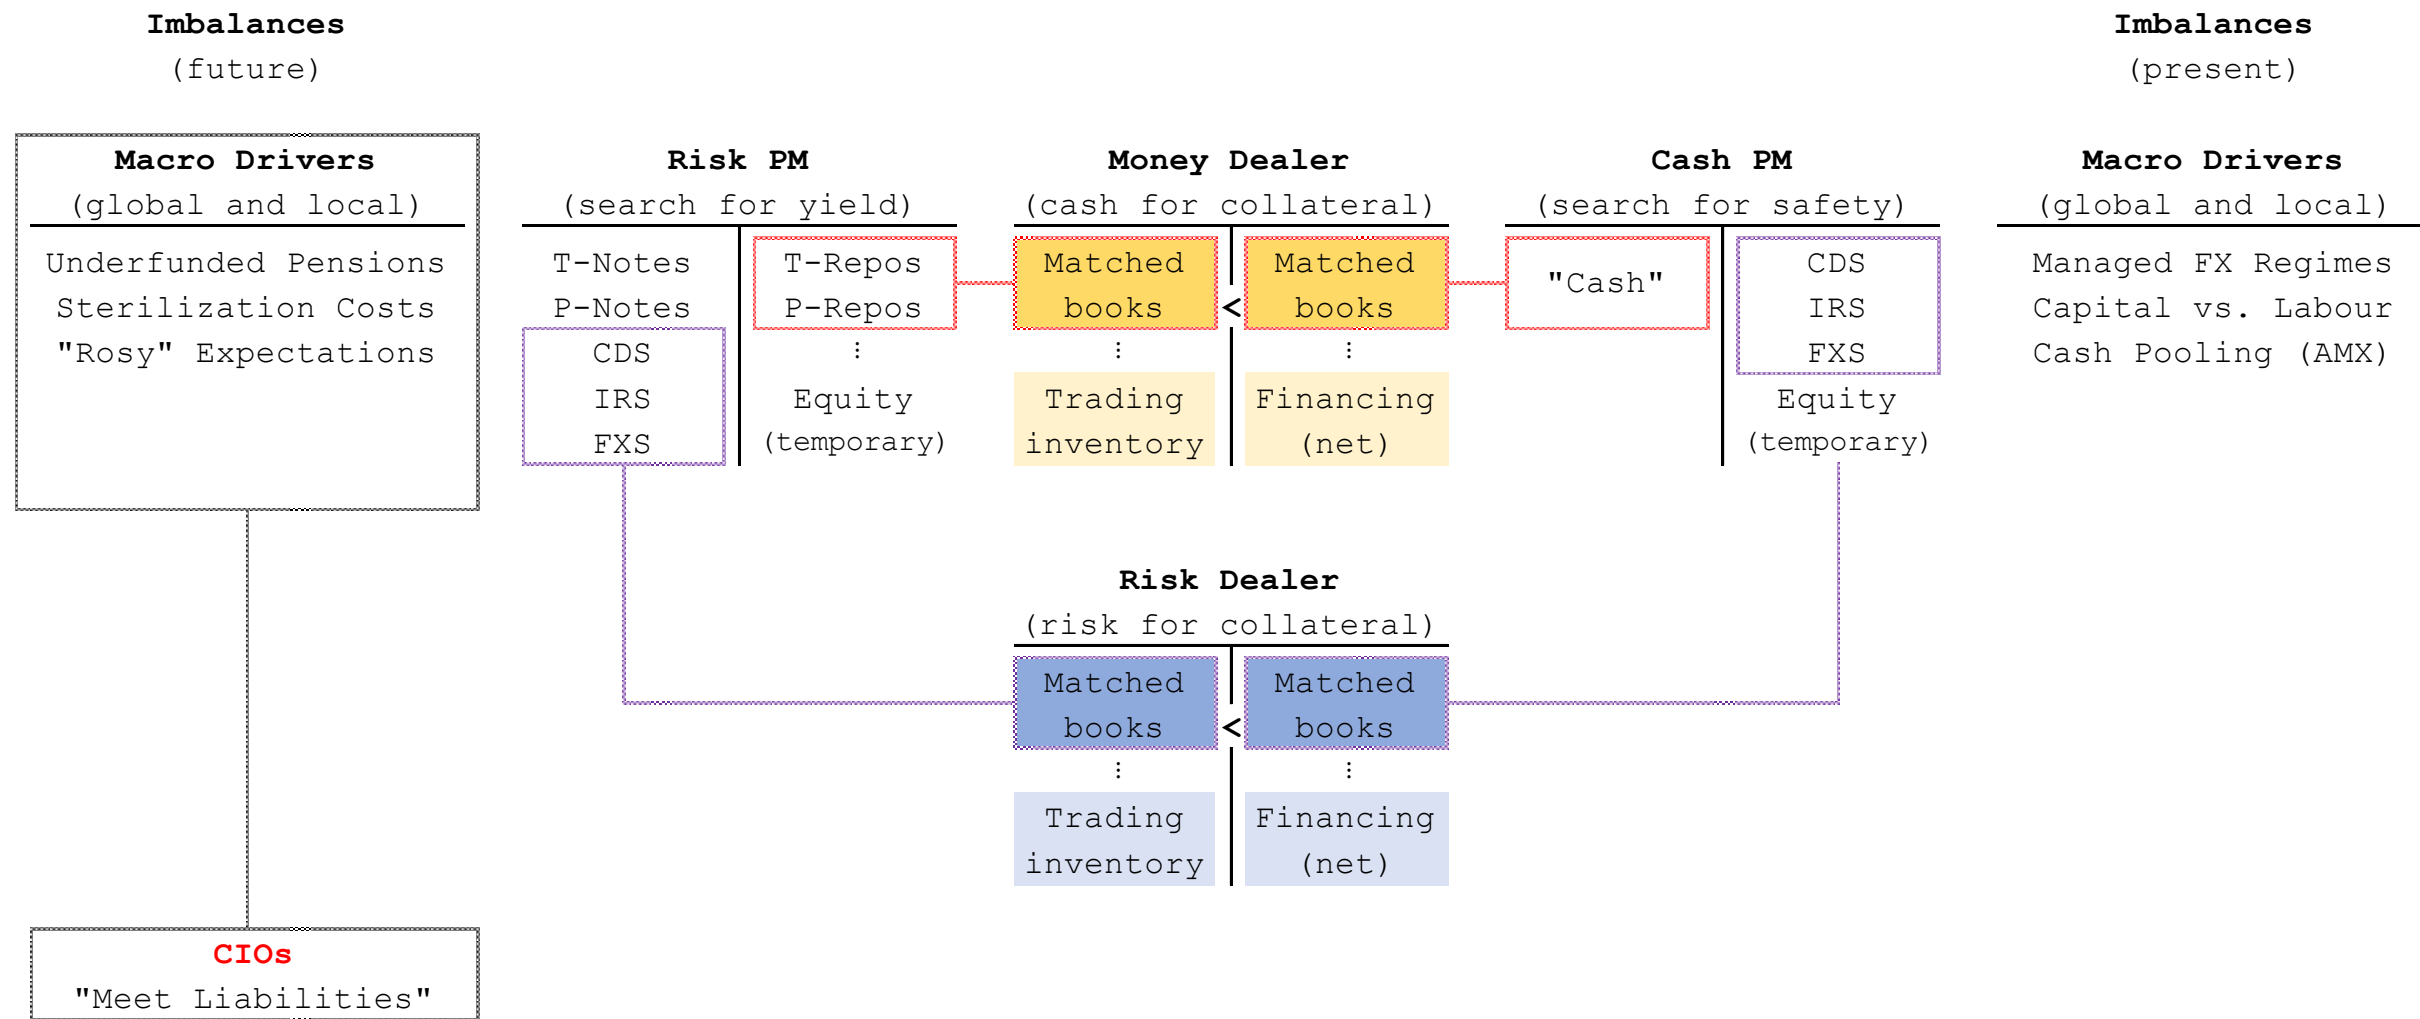 Imbalances
(future)
Imbalances
(present)
Macro Drivers
(global and local)
Underfunded Pensions
Sterilization Costs
"Rosy" Expectations
Risk PM
(search for yield)
T-Notes
P-Notes
CDS
IRS
FXS
T-Repos
P-Repos
⋮
Equity
(temporary)
Money Dealer
(cash for collateral)
Matched
books
⋮
Trading
inventory
<
Matched
books
⋮
Financing
(net)
Cash PM
(search for safety)
"Cash"
CDS
IRS
FXS
Equity
(temporary)
Macro Drivers
(global and local)
Managed FX Regimes
Capital vs. Labour
Cash Pooling (AMX)
Risk Dealer
(risk for collateral)
Matched
books
⋮
Trading
inventory
<
Matched
books
⋮
Financing
(net)
CIOs
"Meet Liabilities"